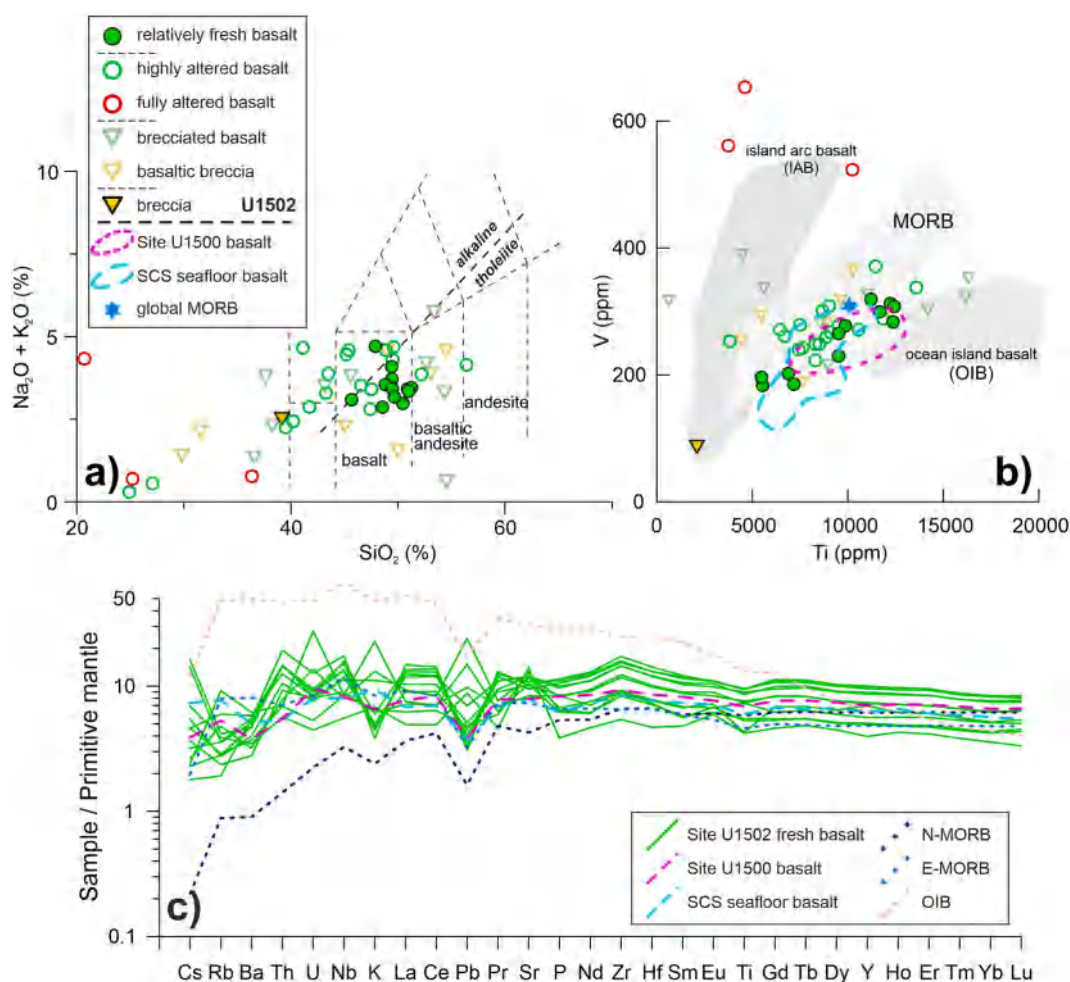 relatively fresh basalt
highly altered basalt
fully altered basalt
brecciated basalt
basaltic breccia
breccia U1502
Site U1500 basalt
SCS seafloor basalt
global MORB
10
5
0
Na₂O + K₂O (%)
alkaline
tholeiite
basalt
basaltic
andesite
andesite
a)
20 40 60
SiO₂ (%)
600
400
200
0
V (ppm)
island arc basalt
(IAB)
MORB
ocean island basalt
(OIB)
b)
0 5000 10000 15000 20000
Ti (ppm)
50
10
1
0.1
Sample / Primitive mantle
c)
Site U1502 fresh basalt N-MORB
Site U1500 basalt E-MORB
SCS seafloor basalt OIB
Cs Rb Ba Th U Nb K La Ce Pb Pr Sr P Nd Zr Hf Sm Eu Ti Gd Tb Dy Y Ho Er Tm Yb Lu